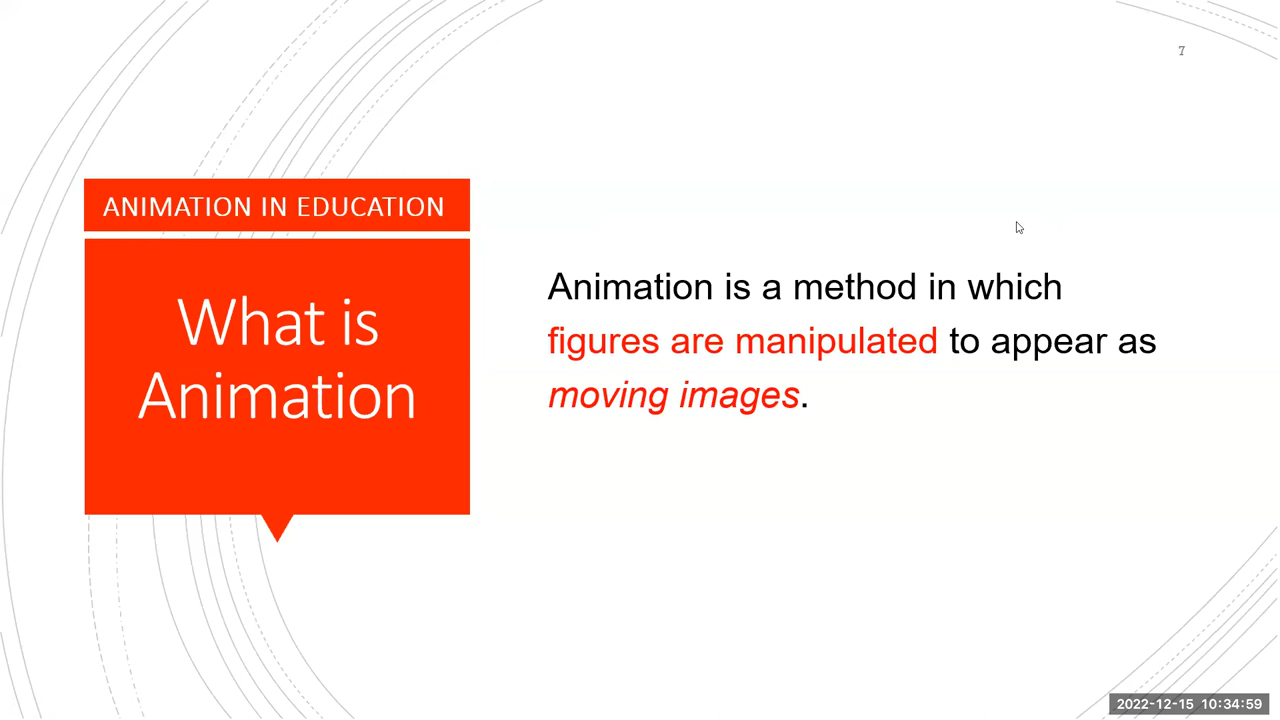 7
ANIMATION IN EDUCATION
What is
Animation
Animation is a method in which
figures are manipulated to appear as
moving images.
2022-12-15 10:34:59